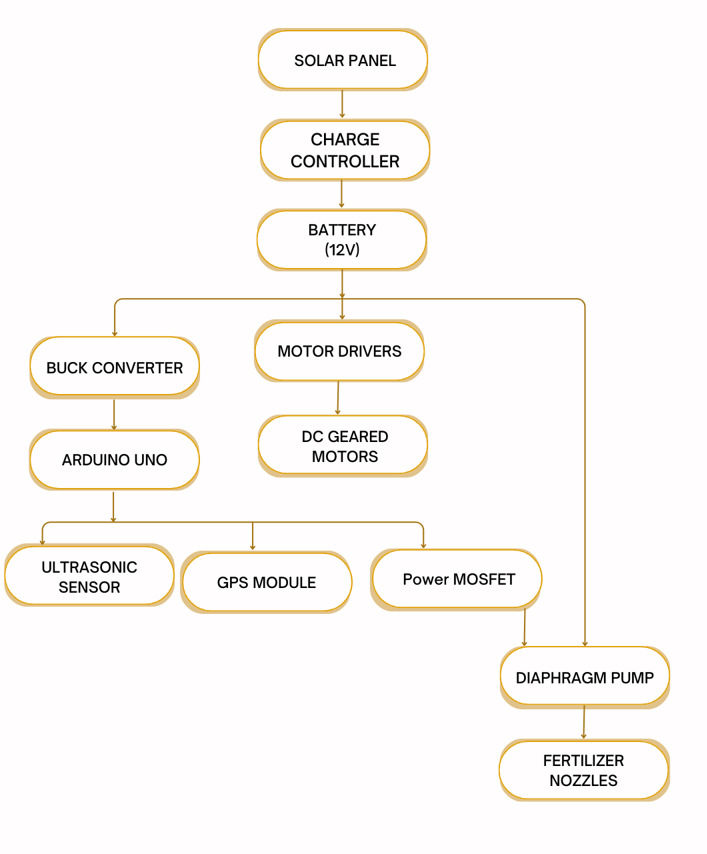 SOLAR PANEL
CHARGE
CONTROLLER
BATTERY
(12V)
BUCK CONVERTER
MOTOR DRIVERS
ARDUINO UNO
DC GEARED
MOTORS
ULTRASONIC
SENSOR
GPS MODULE
Power MOSFET
DIAPHRAGM PUMP
FERTILIZER
NOZZLES